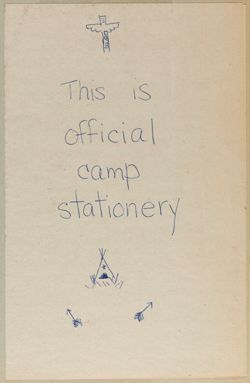 This is
official
camp
stationery